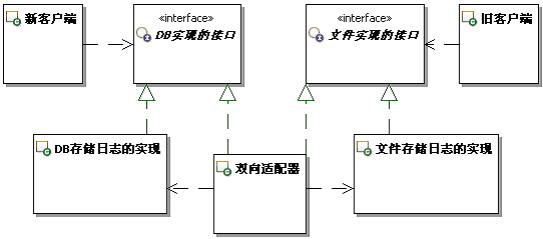 新客户端
«interface»
DB实现的接口
«interface»
文件实现的接口
旧客户端
DB存储日志的实现
双向适配器
文件存储日志的实现